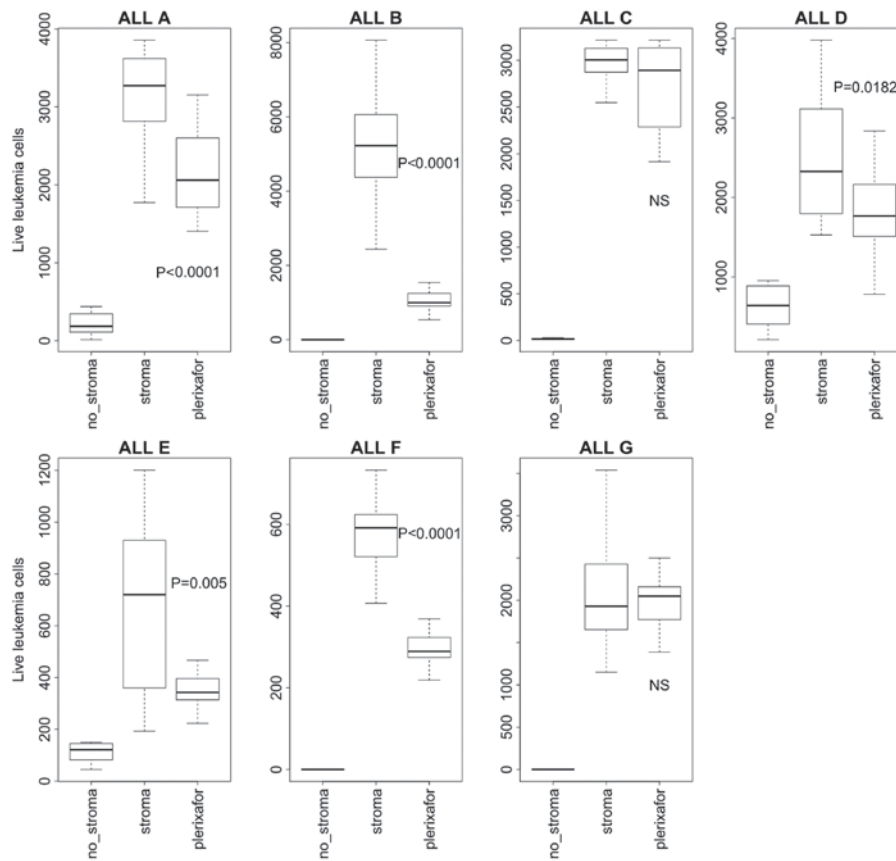 ALL A
ALL B
ALL C
ALL D
Live leukemia cells
0
1000
2000
3000
4000
P<0.0001
no_stroma
stroma
plerixafor
0
2000
4000
6000
8000
P<0.0001
no_stroma
stroma
plerixafor
0
500
1000
1500
2000
2500
3000
NS
no_stroma
stroma
plerixafor
1000
2000
3000
4000
P=0.0182
no_stroma
stroma
plerixafor
ALL E
ALL F
ALL G
Live leukemia cells
0
200
400
600
800
1000
1200
P=0.005
no_stroma
stroma
plerixafor
0
200
400
600
P<0.0001
no_stroma
stroma
plerixafor
0
500
1000
2000
3000
NS
no_stroma
stroma
plerixafor